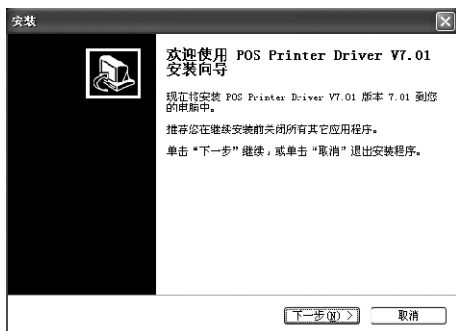 安装
欢迎使用 POS Printer Driver V7.01
安装向导
现在将安装 POS Printer Driver V7.01 版本 7.01 到您
的电脑中。
推荐您在继续安装前关闭所有其它应用程序。
单击“下一步”继续，或单击“取消”退出安装程序。
下一步(N) >
取消